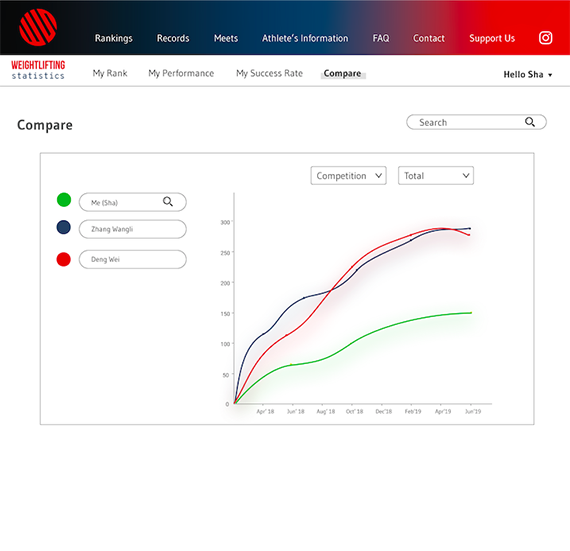 Rankings Records Meets Athlete's Information FAQ Contact Support Us
WEIGHTLIFTING
statistics
My Rank My Performance My Success Rate Compare Hello Sha
Compare
Search
Competition Total
Me (Sha)
Zhang Wangli
Deng Wei
300
250
200
150
100
50
0
Apr' 18 Jun' 18 Aug' 18 Oct' 18 Dec'18 Feb'19 Apr'19 Jun'19